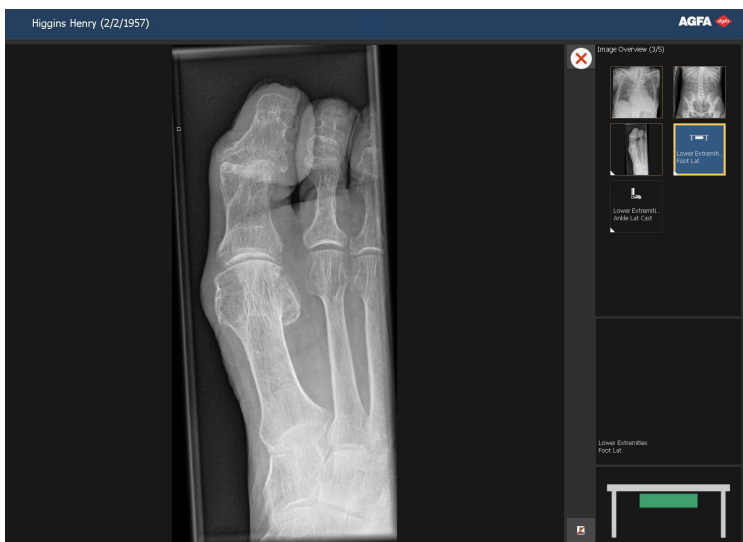 Higgins Henry (2/2/1957)
AGFA
Image Overview (3/5)
Lower Extremiti...
Foot Lat
Lower Extremiti...
Ankle Lat Cast
Lower Extremities
Foot Lat